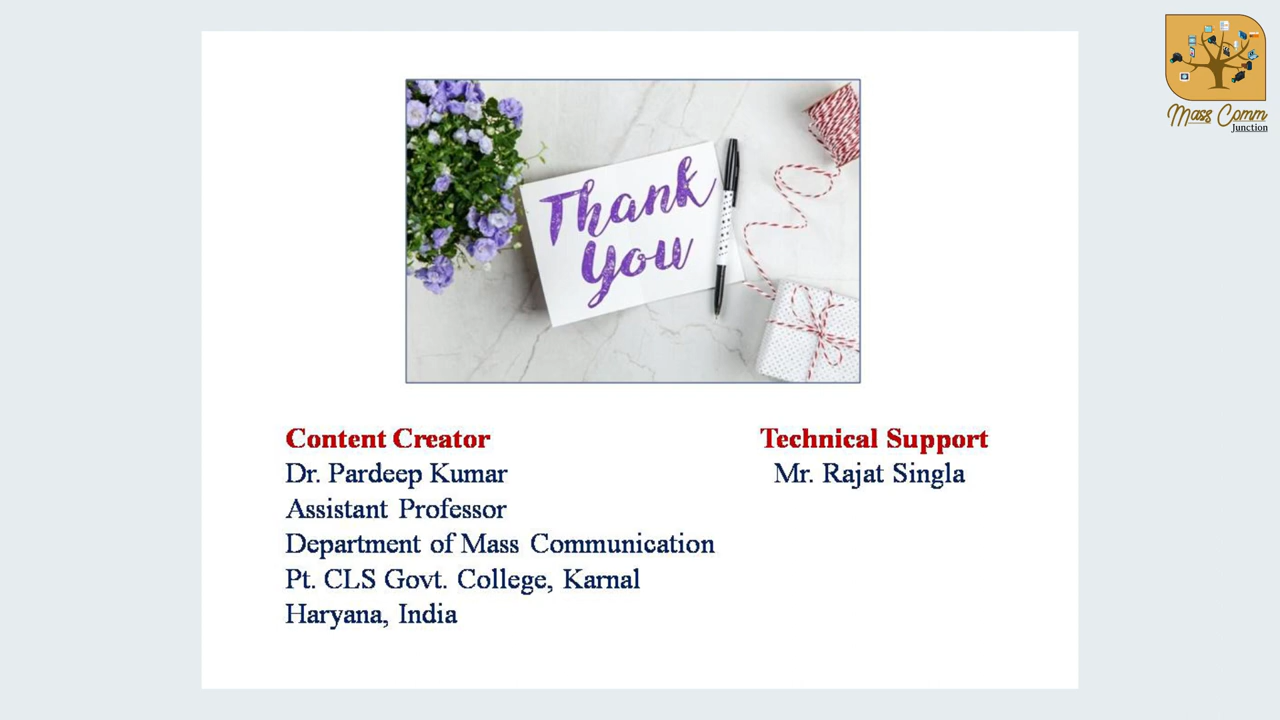 Mass Comm
Junction
Thank
You
Content Creator
Dr. Pardeep Kumar
Assistant Professor
Department of Mass Communication
Pt. CLS Govt. College, Karnal
Haryana, India
Technical Support
Mr. Rajat Singla